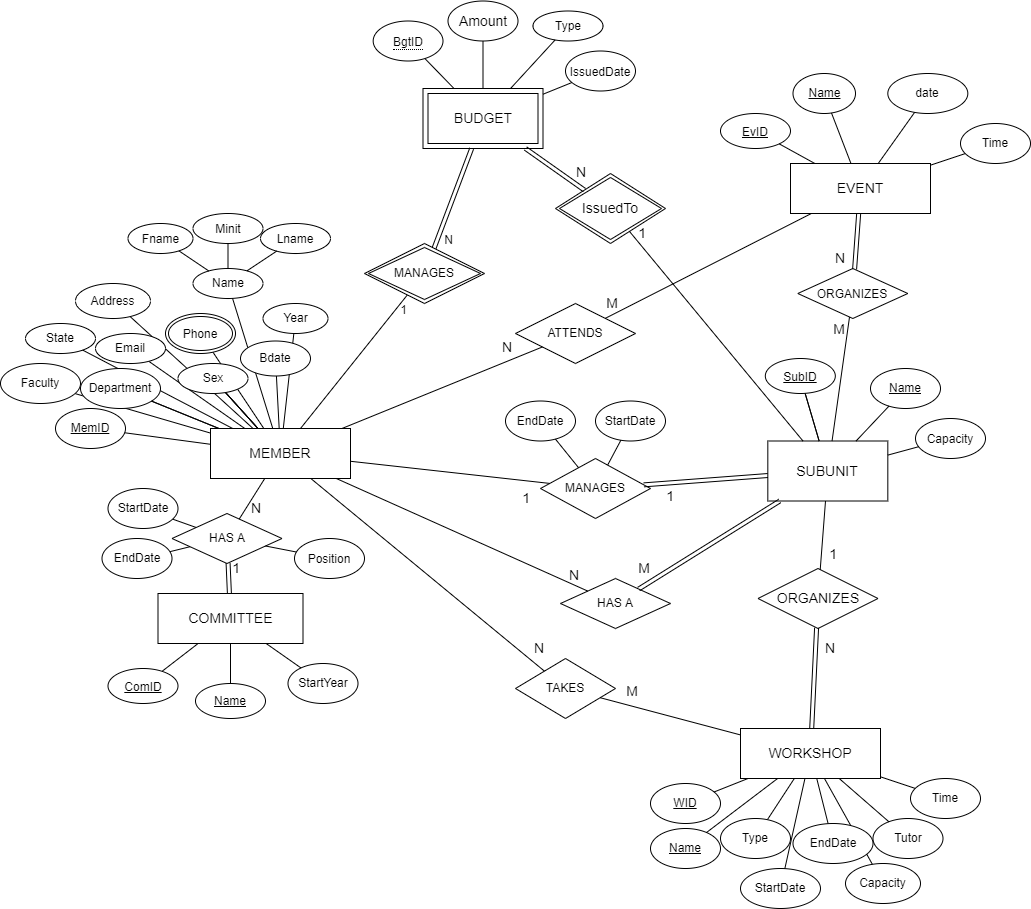 Amount
Type
BgtID
IssuedDate
BUDGET
Name
date
EvID
Time
EVENT
N
IssuedTo
1
N
MANAGES
1
Minit
Fname
Lname
Name
Address
Year
Phone
State
Email
Bdate
Sex
Faculty
Department
MemID
MEMBER
M
ATTENDS
N
N
ORGANIZES
M
SubID
Name
Capacity
SUBUNIT
EndDate
StartDate
MANAGES
1
1
StartDate
N
HAS A
EndDate
Position
1
COMMITTEE
ComID
Name
StartYear
M
N
HAS A
1
ORGANIZES
N
N
TAKES
M
WORKSHOP
WID
Time
Name
Type
EndDate
Tutor
StartDate
Capacity